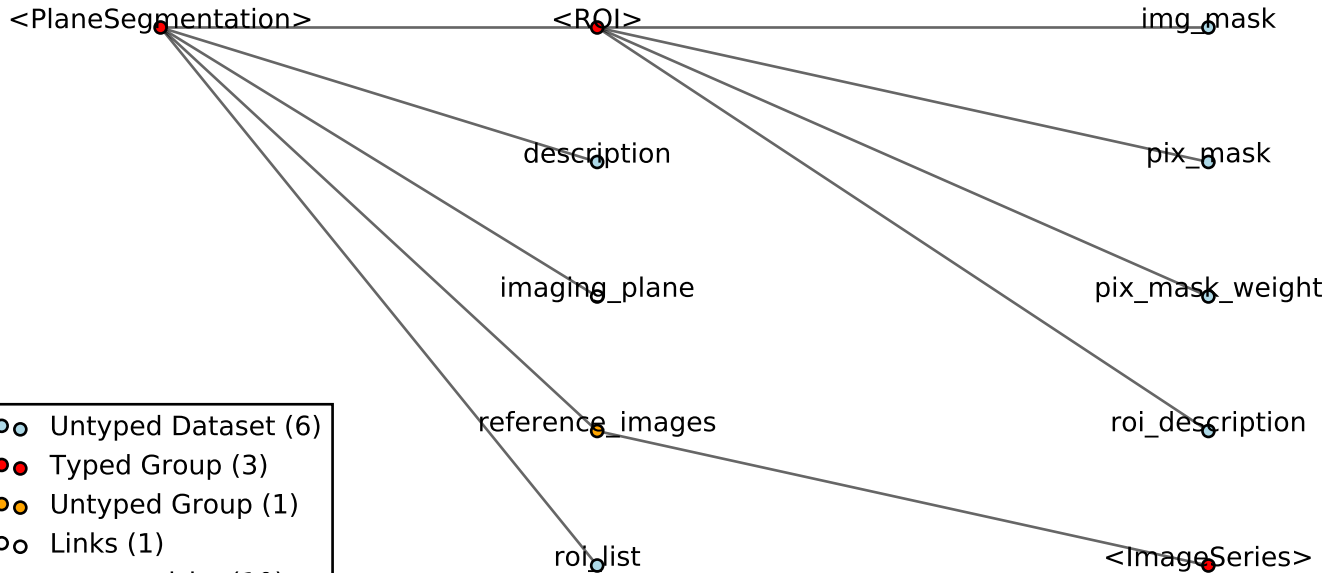 <PlaneSegmentation>
<ROI>
img_mask
description
pix_mask
imaging_plane
pix_mask_weight
reference_images
roi_description
roi_list
<ImageSeries>
Untyped Dataset (6)
Typed Group (3)
Untyped Group (1)
Links (1)